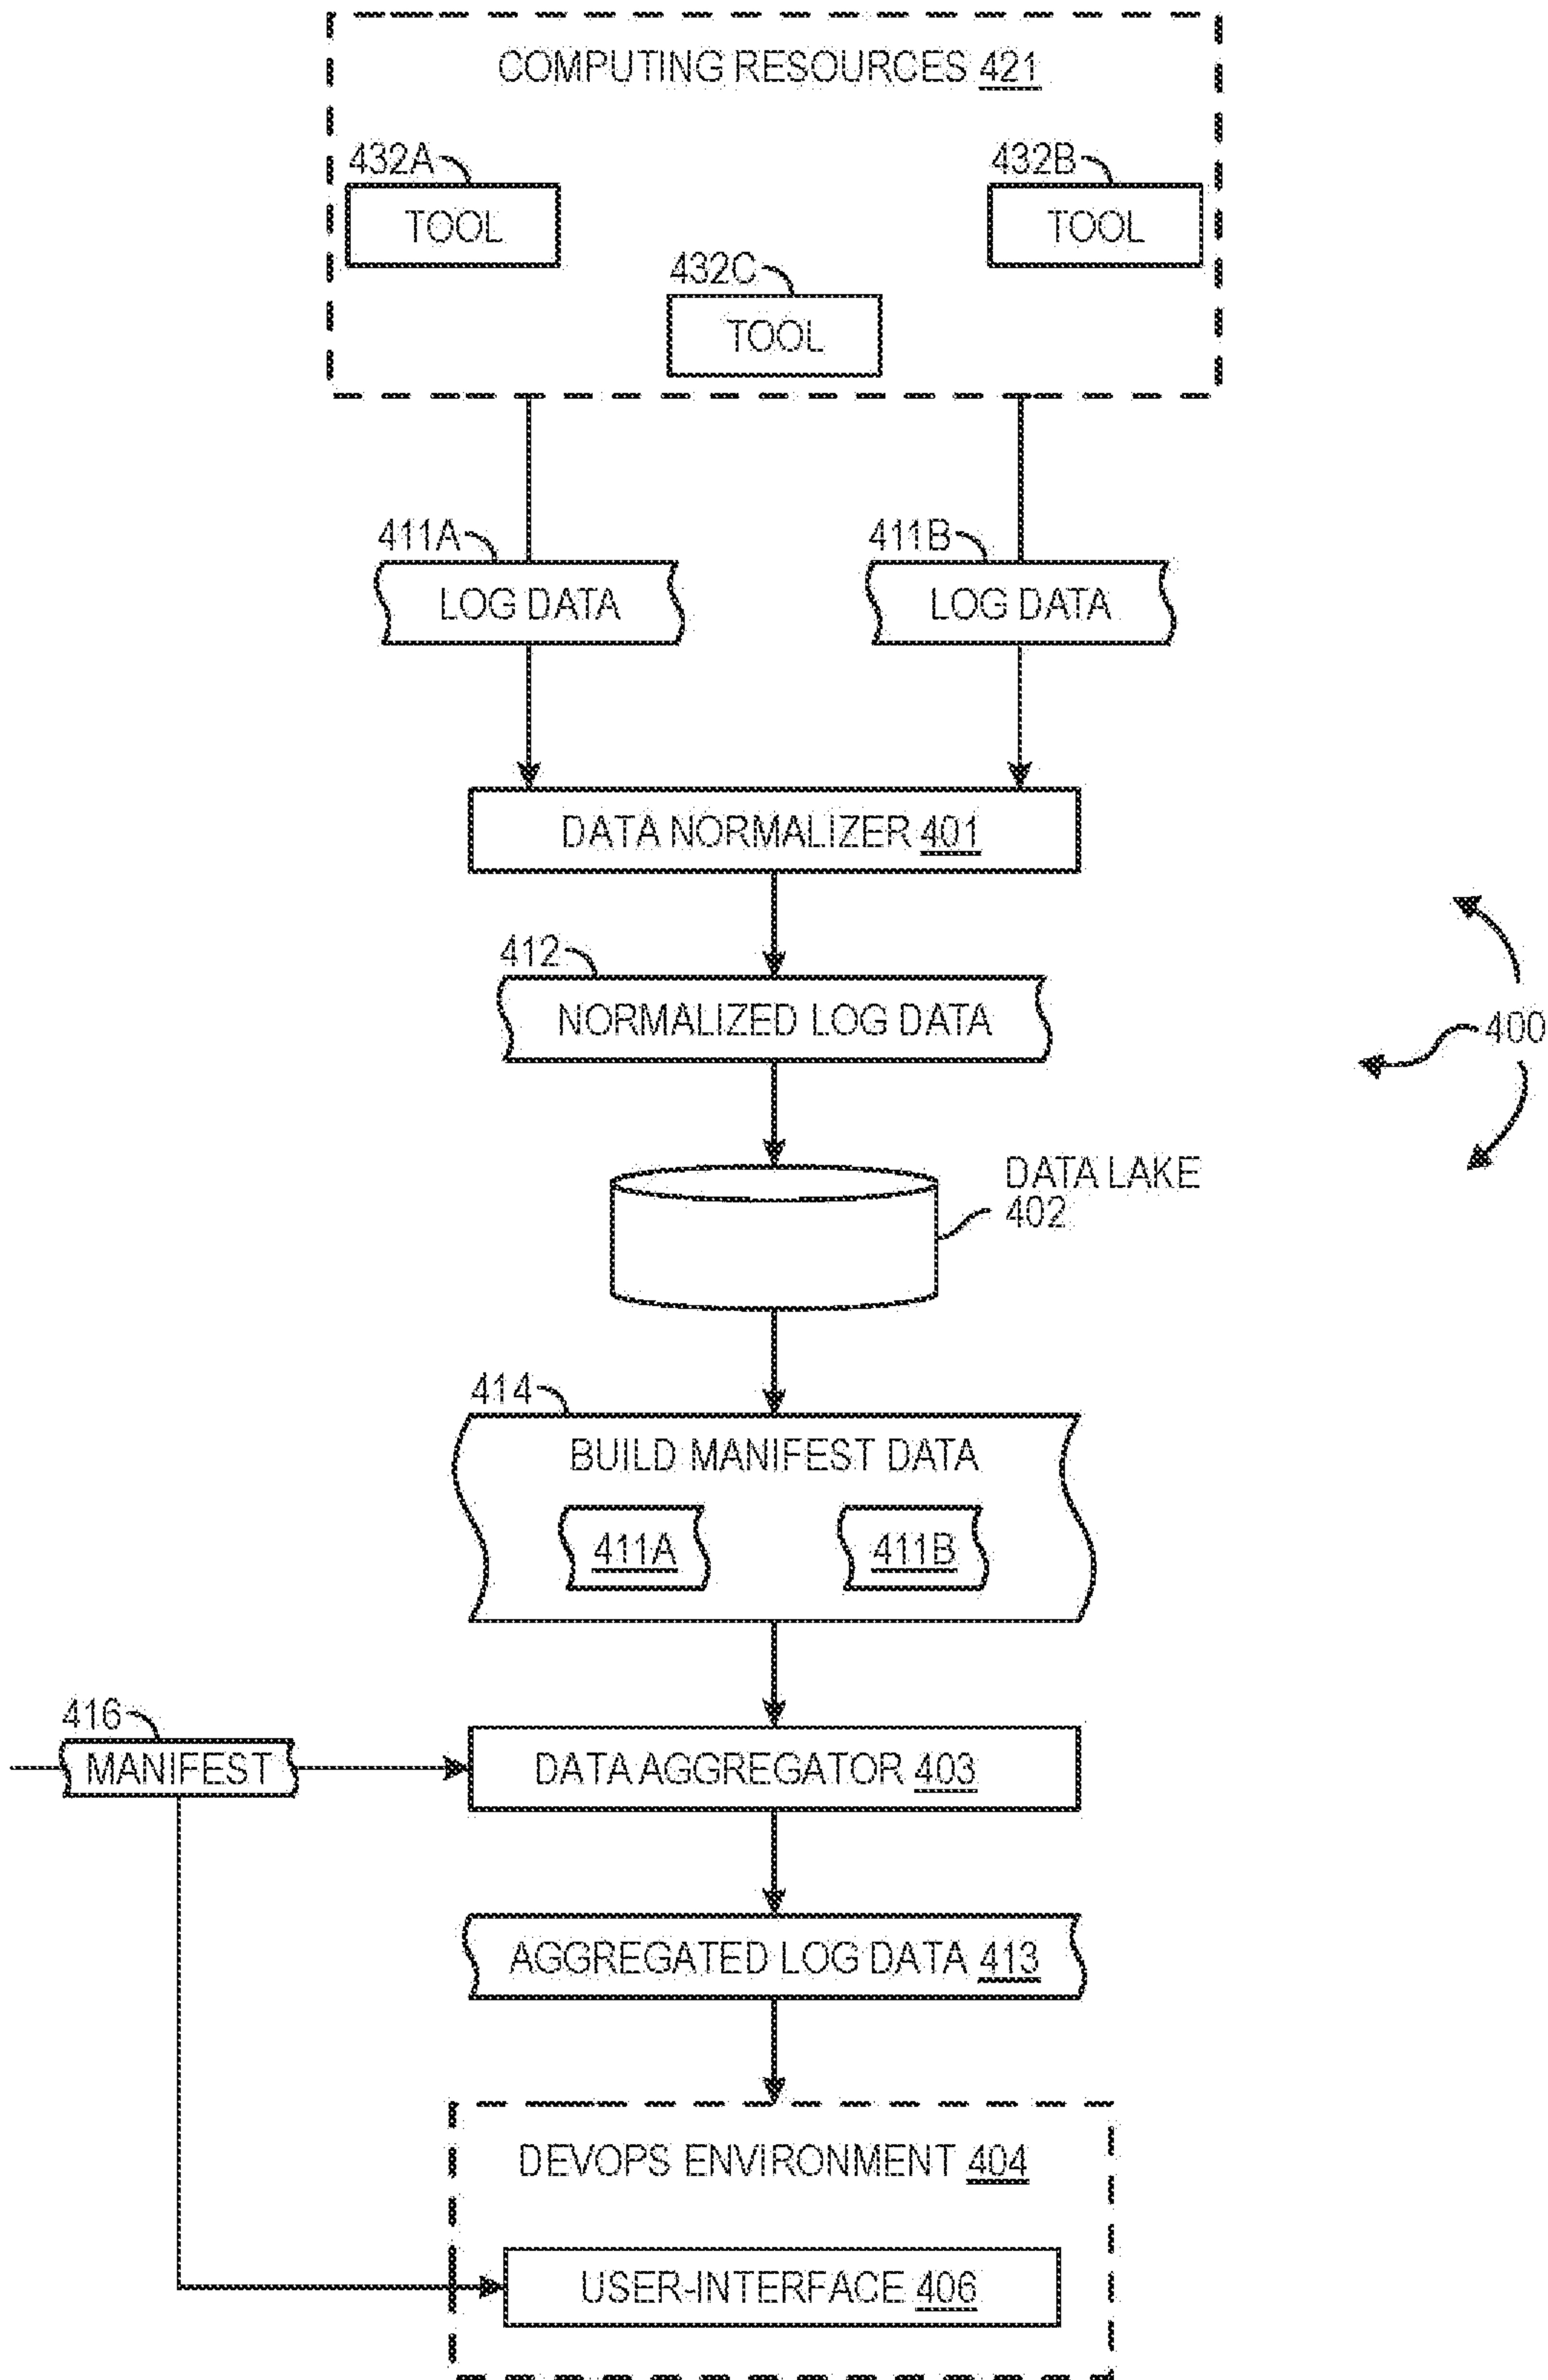 COMPUTING RESOURCES 421
432A
432B
TOOL
TOOL
432C
TOOL
411A
411B
LOG DATA
LOG DATA
DATA NORMALIZER 401
412
NORMALIZED LOG DATA
400
DATA LAKE
402
414
BUILD MANIFEST DATA
411A
411B
416
MANIFEST
DATA AGGREGATOR 403
AGGREGATED LOG DATA 413
DEVOPS ENVIRONMENT 404
USER-INTERFACE 406